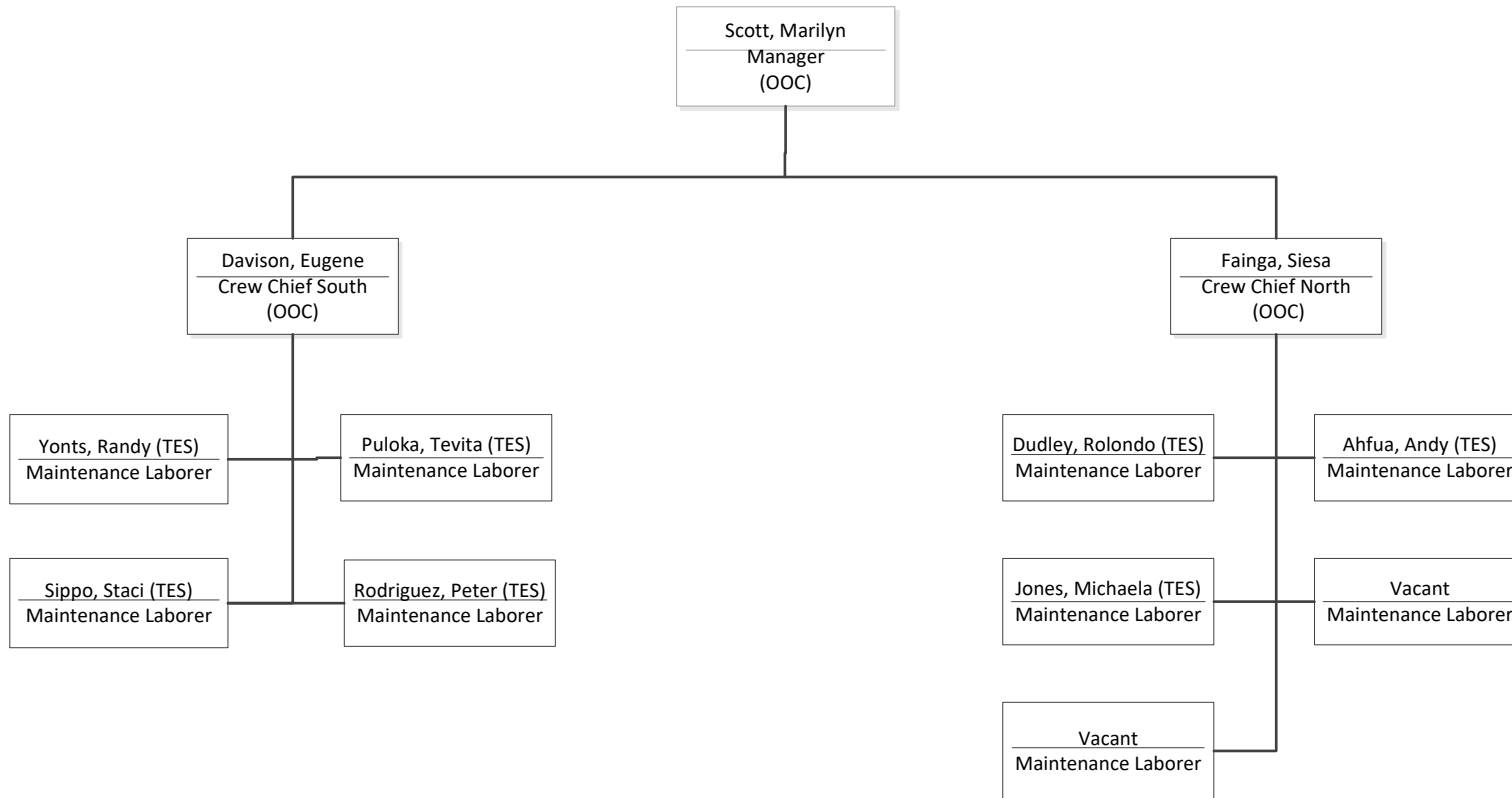 Scott, Marilyn
Manager
(OOC)
Davison, Eugene
Crew Chief South
(OOC)
Fainga, Siesa
Crew Chief North
(OOC)
Yonts, Randy (TES)
Maintenance Laborer
Puloka, Tevita (TES)
Maintenance Laborer
Dudley, Rolondo (TES)
Maintenance Laborer
Ahfua, Andy (TES)
Maintenance Laborer
Sippo, Staci (TES)
Maintenance Laborer
Rodriguez, Peter (TES)
Maintenance Laborer
Jones, Michaela (TES)
Maintenance Laborer
Vacant
Maintenance Laborer
Vacant
Maintenance Laborer